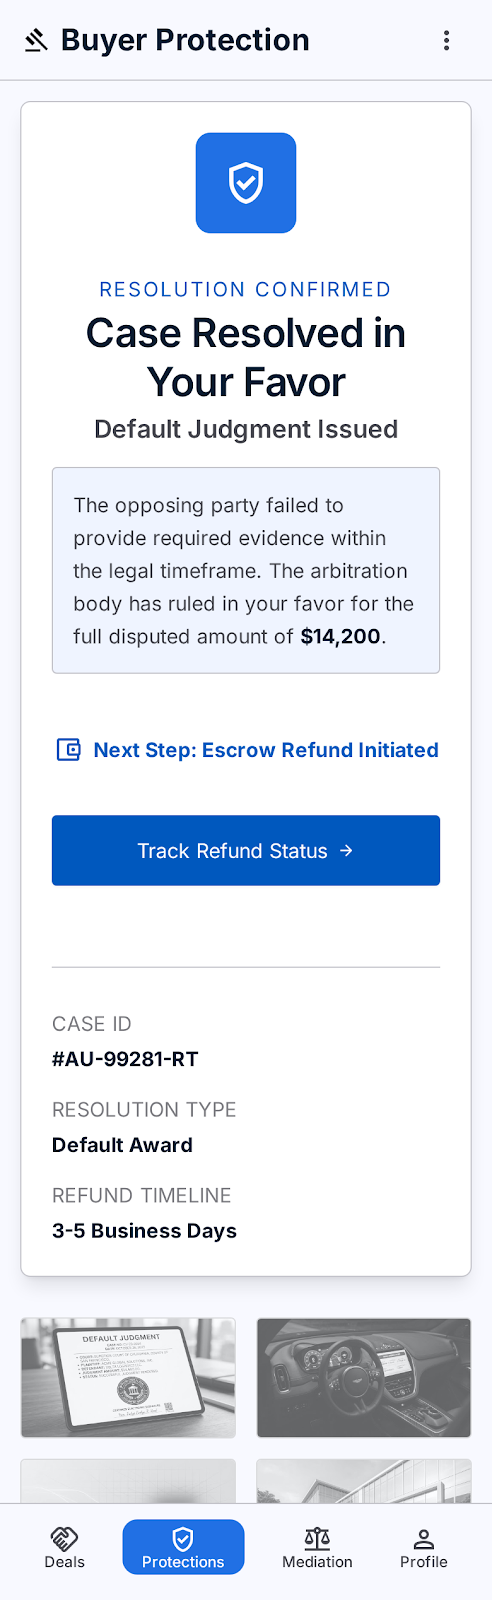 Buyer Protection
RESOLUTION CONFIRMED
Case Resolved in
Your Favor
Default Judgment Issued
The opposing party failed to
provide required evidence within
the legal timeframe. The arbitration
body has ruled in your favor for the
full disputed amount of $14,200.
Next Step: Escrow Refund Initiated
Track Refund Status →
CASE ID
#AU-99281-RT
RESOLUTION TYPE
Default Award
REFUND TIMELINE
3-5 Business Days
DEFAULT JUDGMENT
Deals
Protections
Mediation
Profile